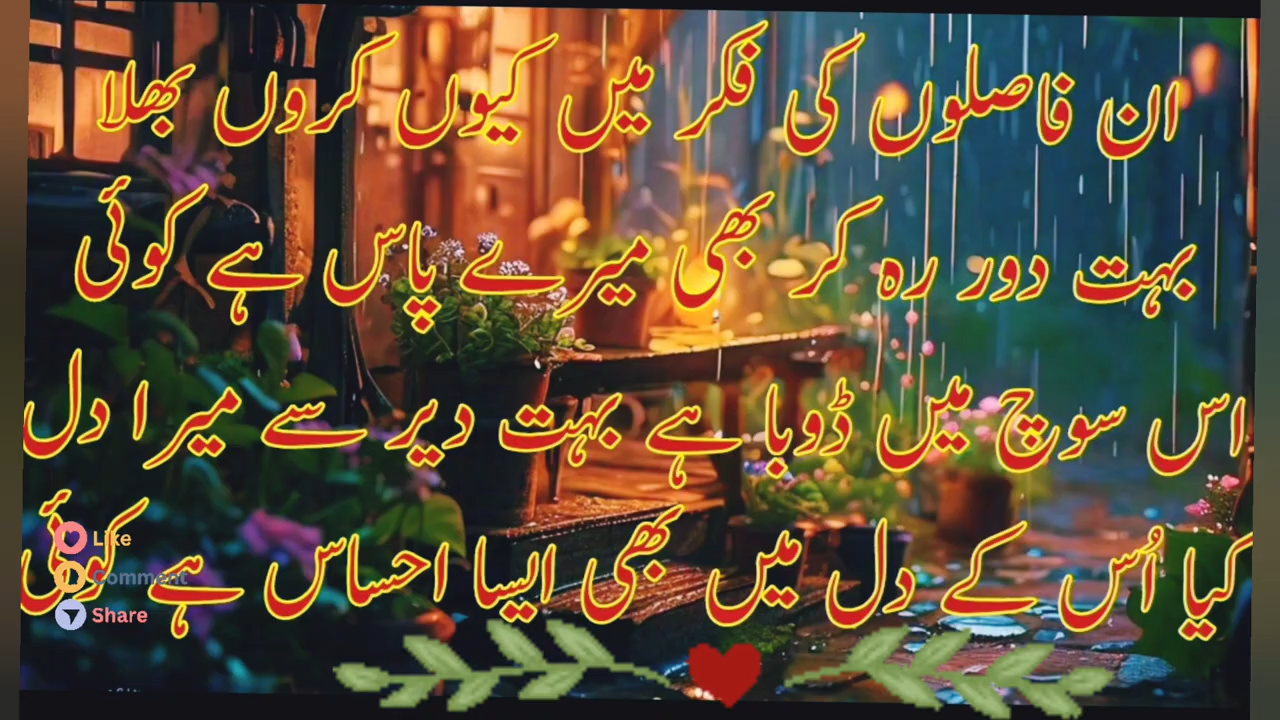 ان فاصلوں کی فکر میں کیوں کروں بھلا
بہت دور رہ کر بھی میرے پاس ہے کوئی
اس سوچ میں ڈوبا ہے بہت دیر سے میرا دل
کیا اُس کے دل میں بھی ایسا احساس ہے کوئی
Like
Comment
Share